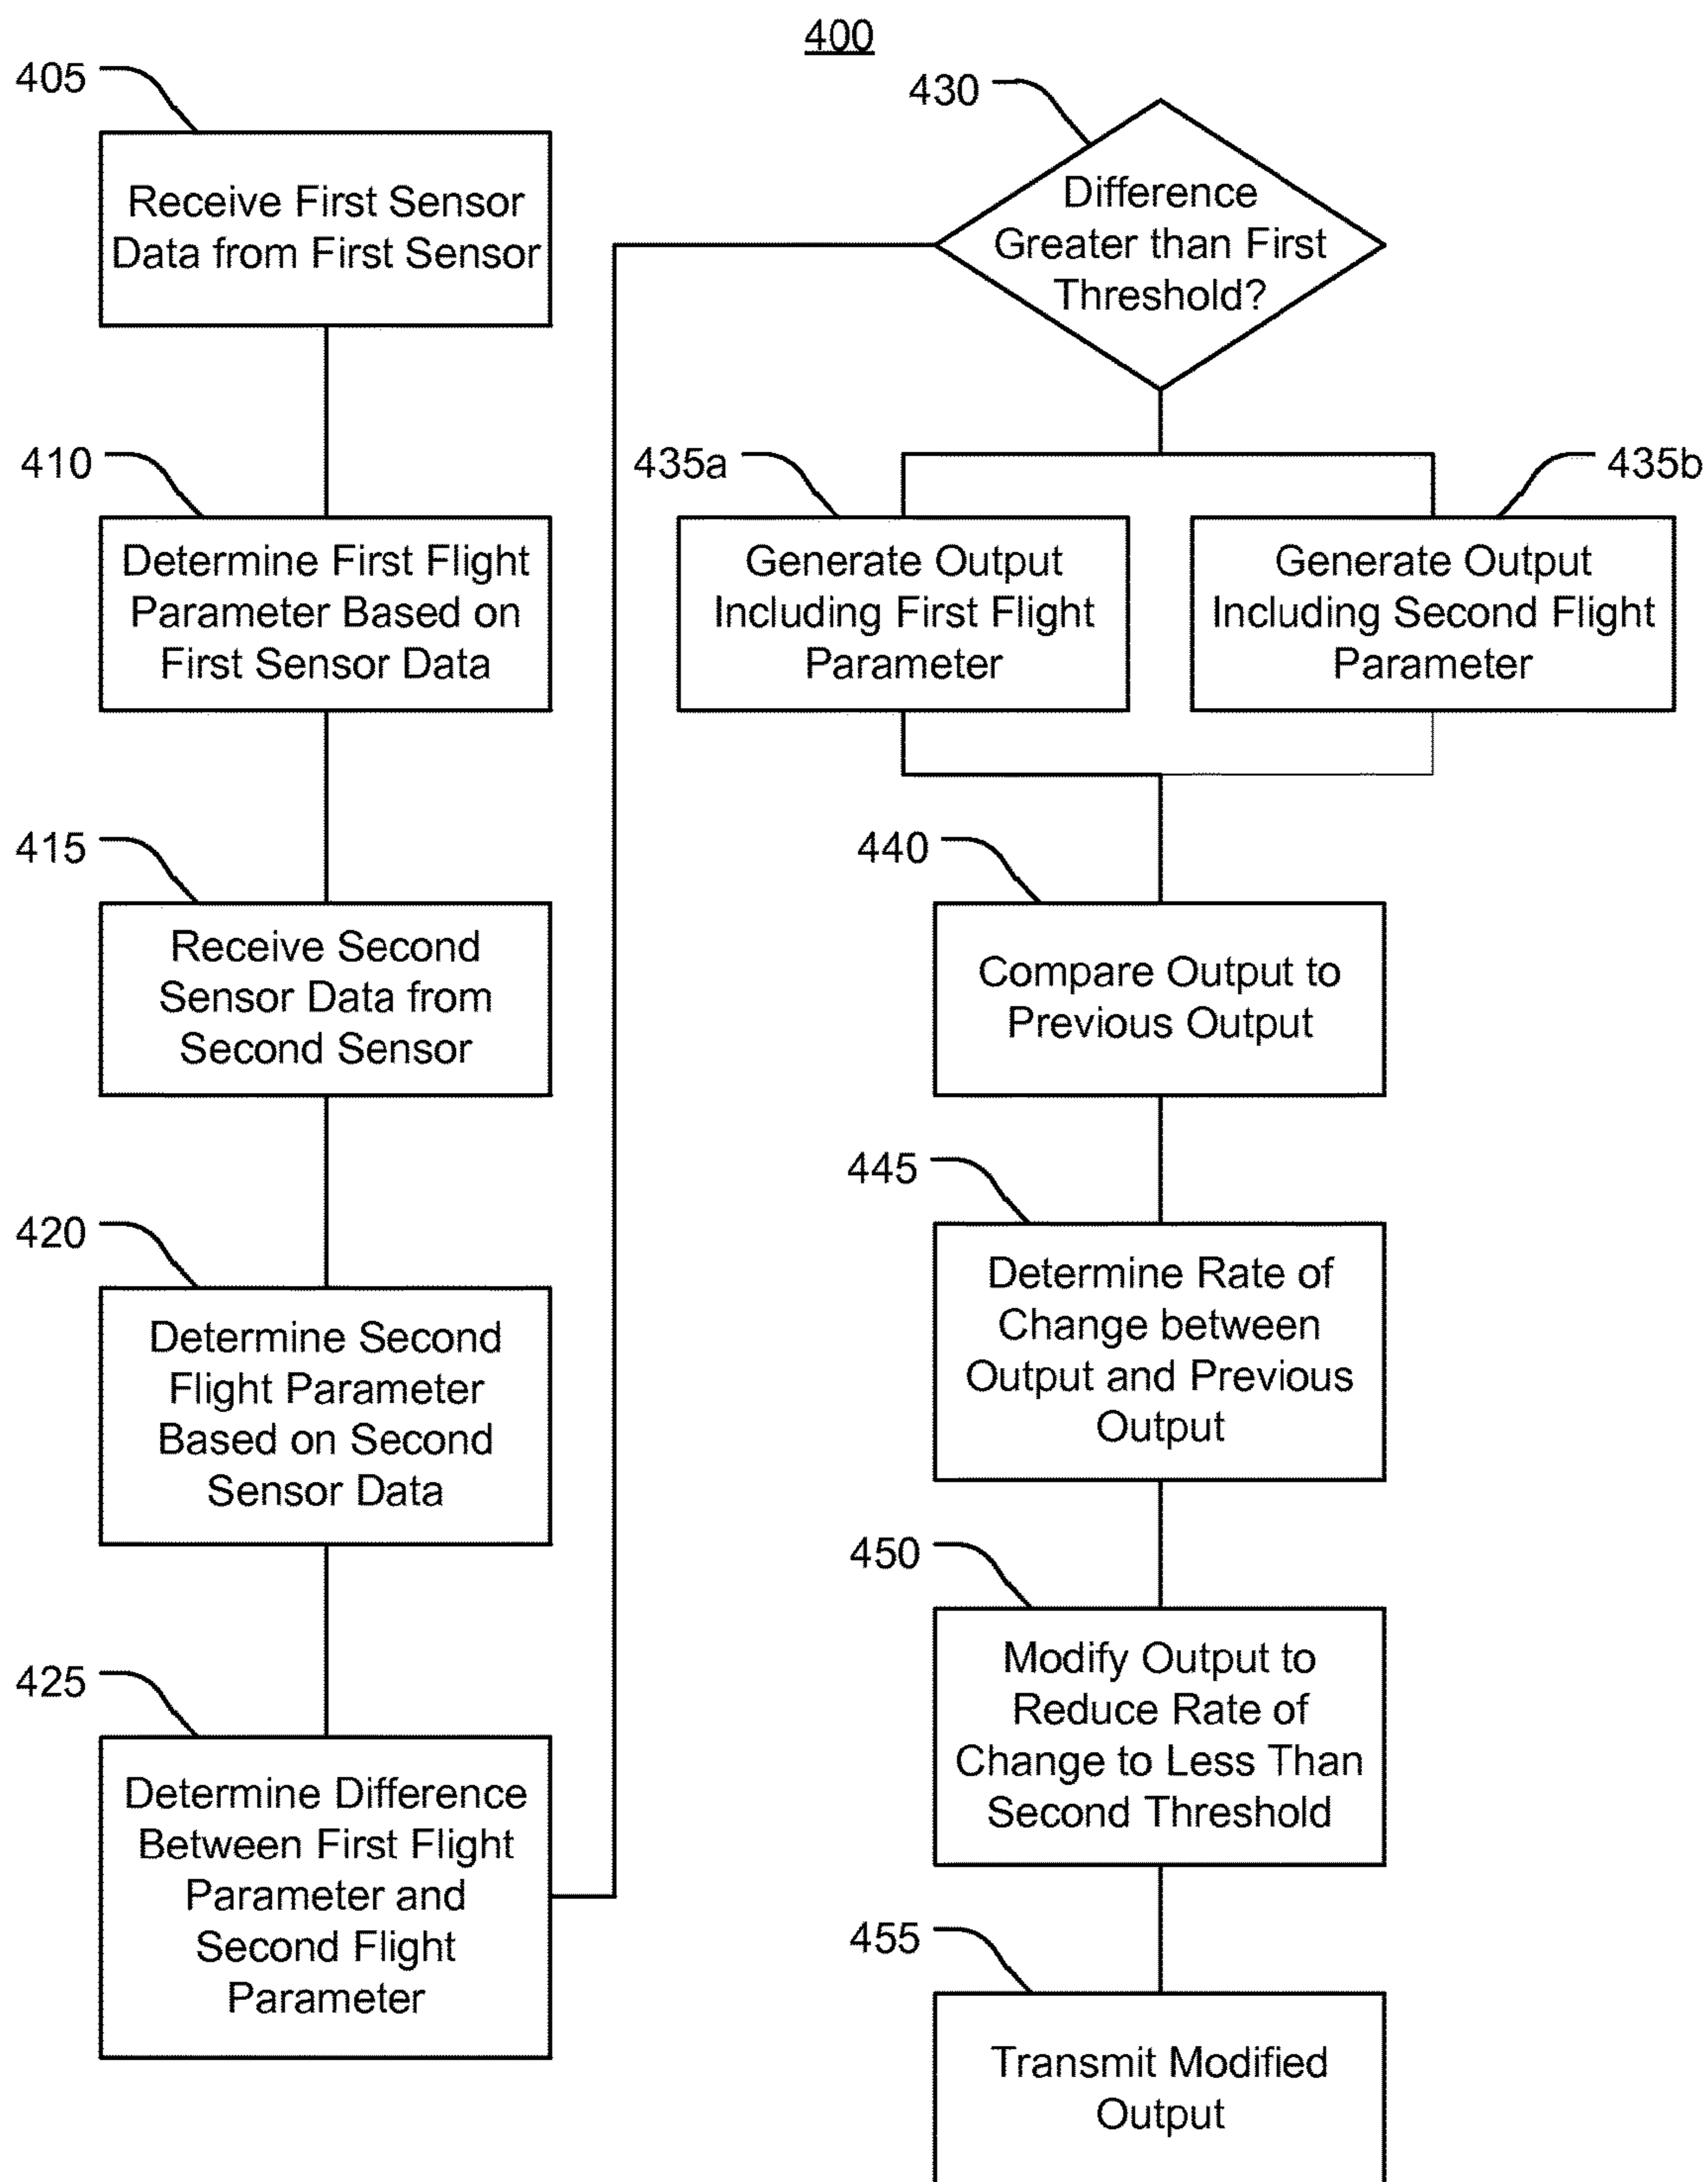 400
405
Receive First Sensor
Data from First Sensor
410
Determine First Flight
Parameter Based on
First Sensor Data
415
Receive Second
Sensor Data from
Second Sensor
420
Determine Second
Flight Parameter
Based on Second
Sensor Data
425
Determine Difference
Between First Flight
Parameter and
Second Flight
Parameter
430
Difference
Greater than First
Threshold?
435a
Generate Output
Including First Flight
Parameter
435b
Generate Output
Including Second Flight
Parameter
440
Compare Output to
Previous Output
445
Determine Rate of
Change between
Output and Previous
Output
450
Modify Output to
Reduce Rate of
Change to Less Than
Second Threshold
455
Transmit Modified
Output